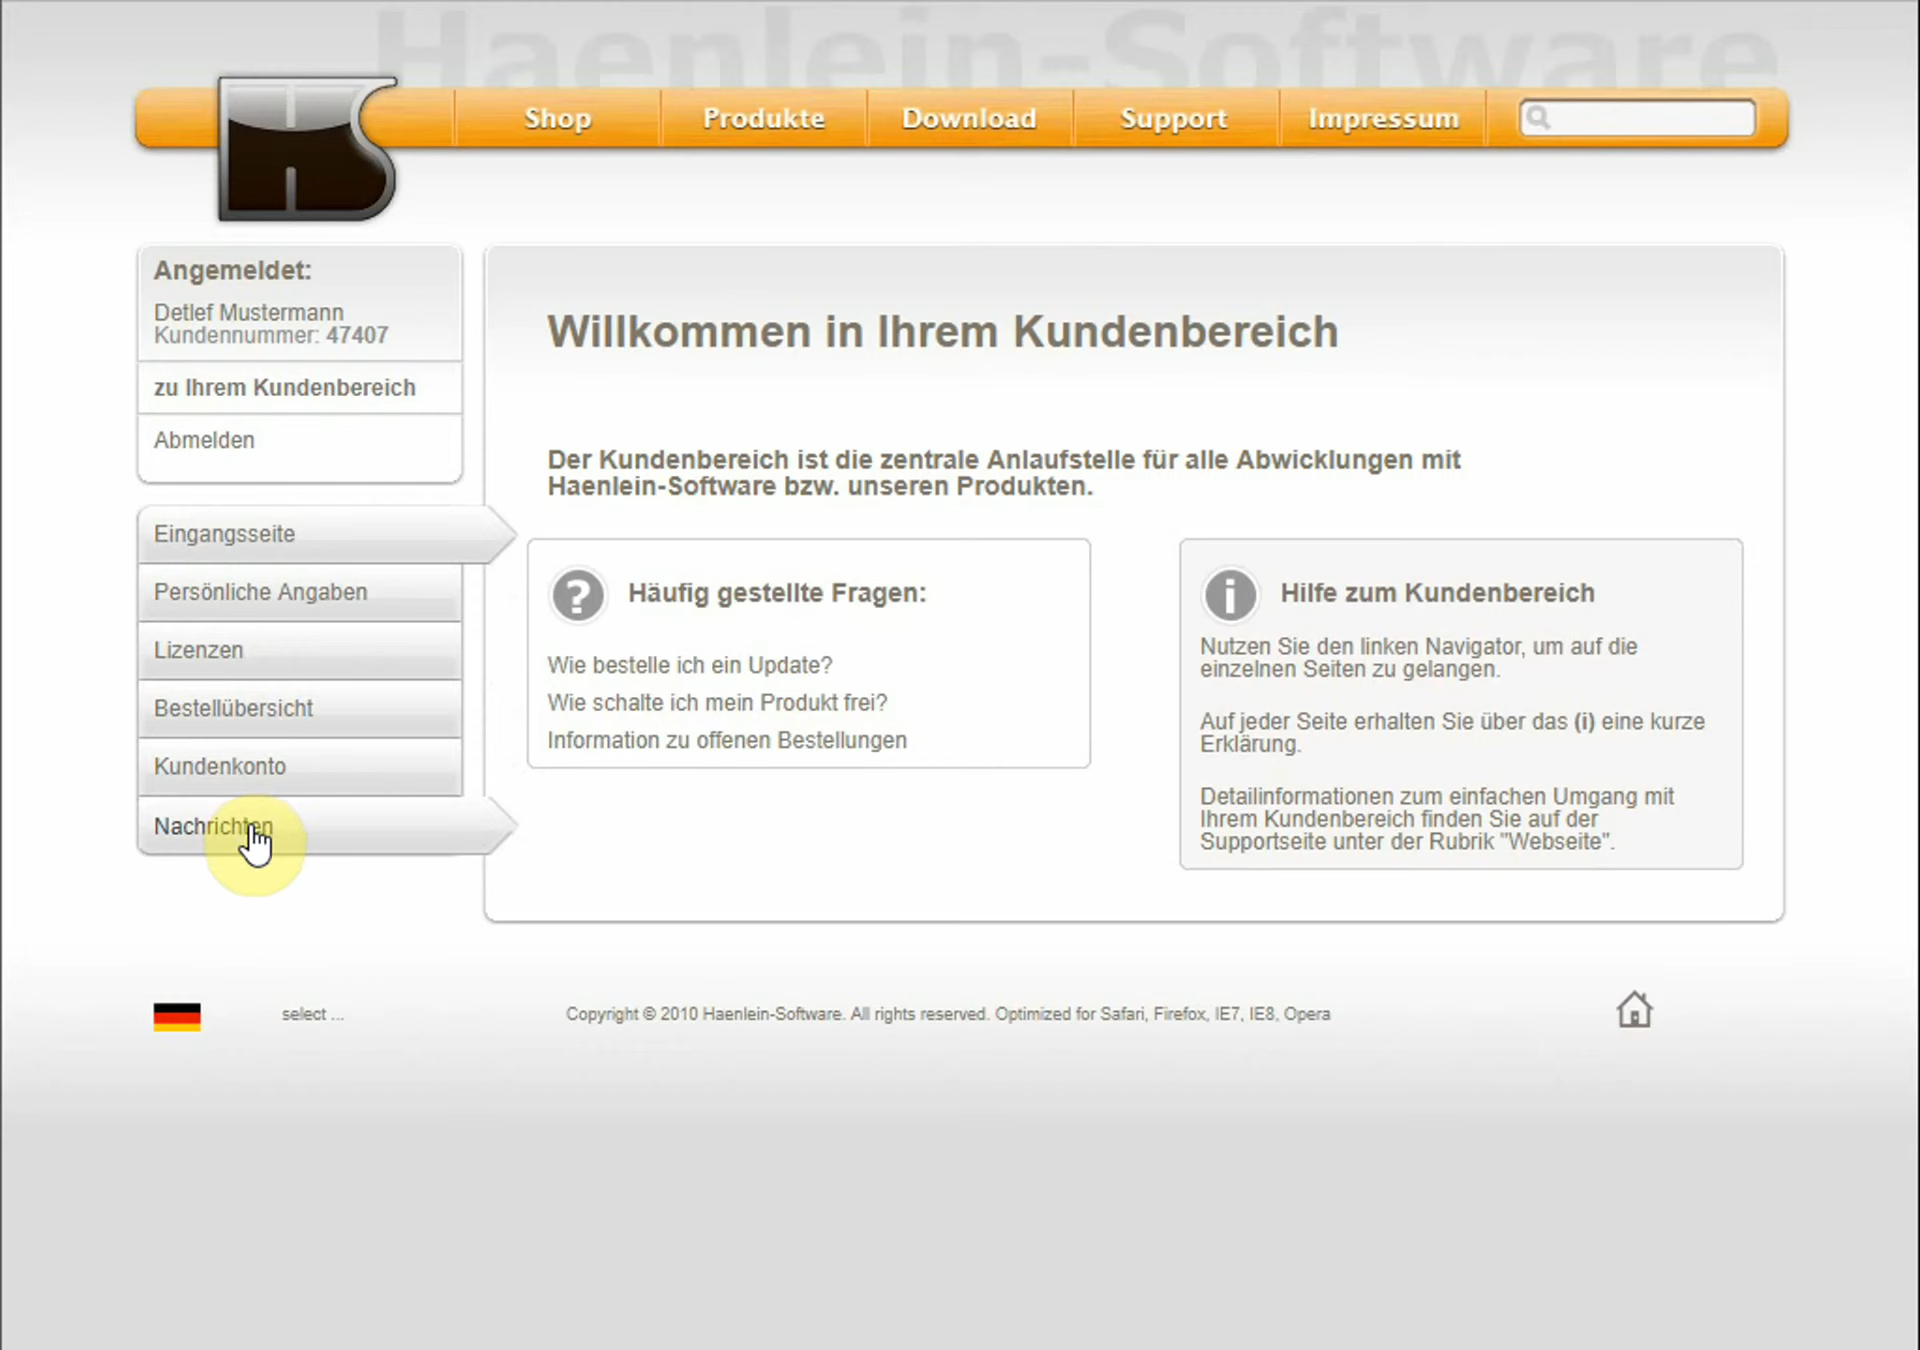 Haenlein-Software
Shop
Produkte
Download
Support
Impressum
Angemeldet:
Detlef Mustermann
Kundennummer: 47407
zu Ihrem Kundenbereich
Abmelden
Eingangsseite
Persönliche Angaben
Lizenzen
Bestellübersicht
Kundenkonto
Nachrichten
Willkommen in Ihrem Kundenbereich
Der Kundenbereich ist die zentrale Anlaufstelle für alle Abwicklungen mit
Haenlein-Software bzw. unseren Produkten.
Häufig gestellte Fragen:
Wie bestelle ich ein Update?
Wie schalte ich mein Produkt frei?
Information zu offenen Bestellungen
Hilfe zum Kundenbereich
Nutzen Sie den linken Navigator, um auf die
einzelnen Seiten zu gelangen.
Auf jeder Seite erhalten Sie über das (i) eine kurze
Erklärung.
Detailinformationen zum einfachen Umgang mit
Ihrem Kundenbereich finden Sie auf der
Supportseite unter der Rubrik "Webseite".
select ...
Copyright © 2010 Haenlein-Software. All rights reserved. Optimized for Safari, Firefox, IE7, IE8, Opera